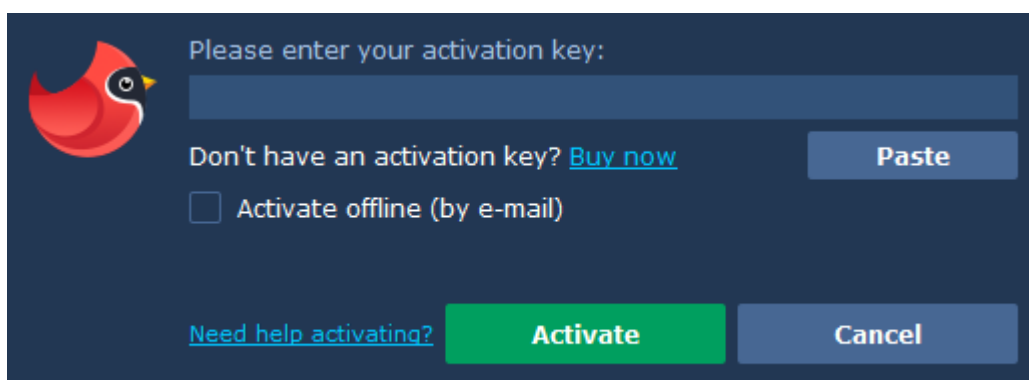 Please enter your activation key:
Don't have an activation key? Buy now
Paste
Activate offline (by e-mail)
Need help activating?
Activate
Cancel